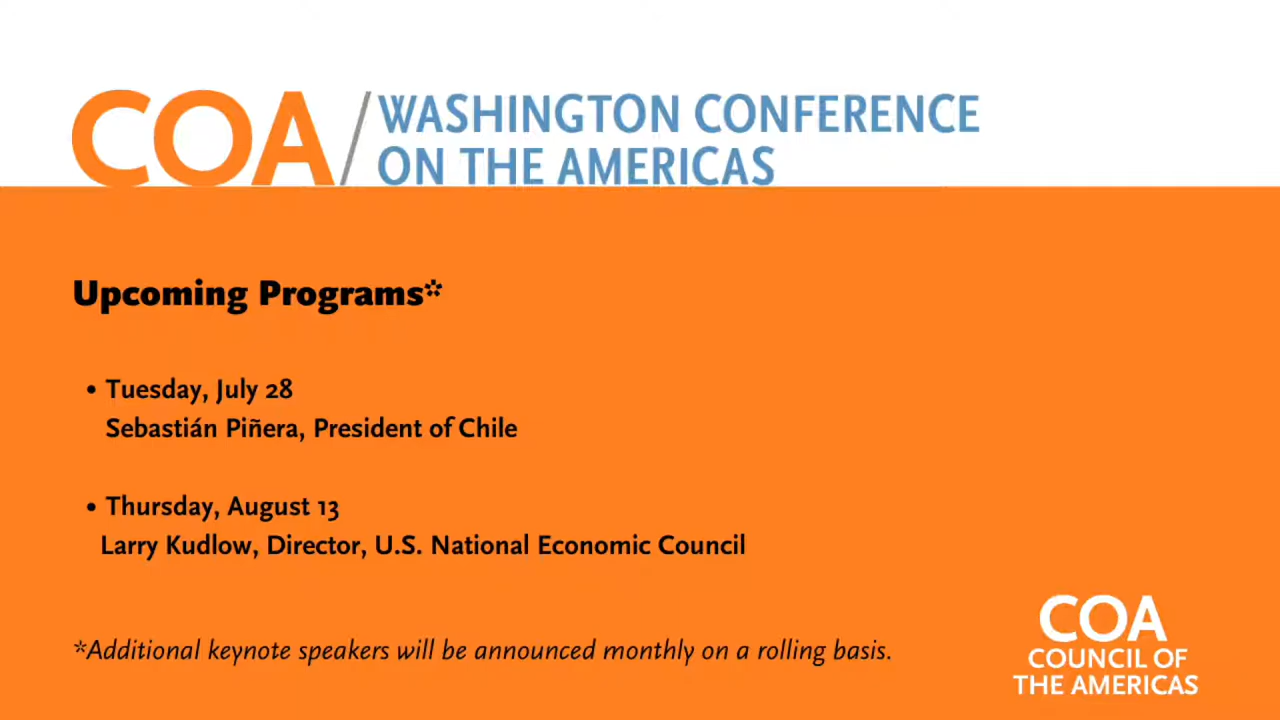 COA/WASHINGTON CONFERENCE
ON THE AMERICAS
Upcoming Programs*
• Tuesday, July 28
Sebastián Piñera, President of Chile
• Thursday, August 13
Larry Kudlow, Director, U.S. National Economic Council
*Additional keynote speakers will be announced monthly on a rolling basis.
COA
COUNCIL OF
THE AMERICAS